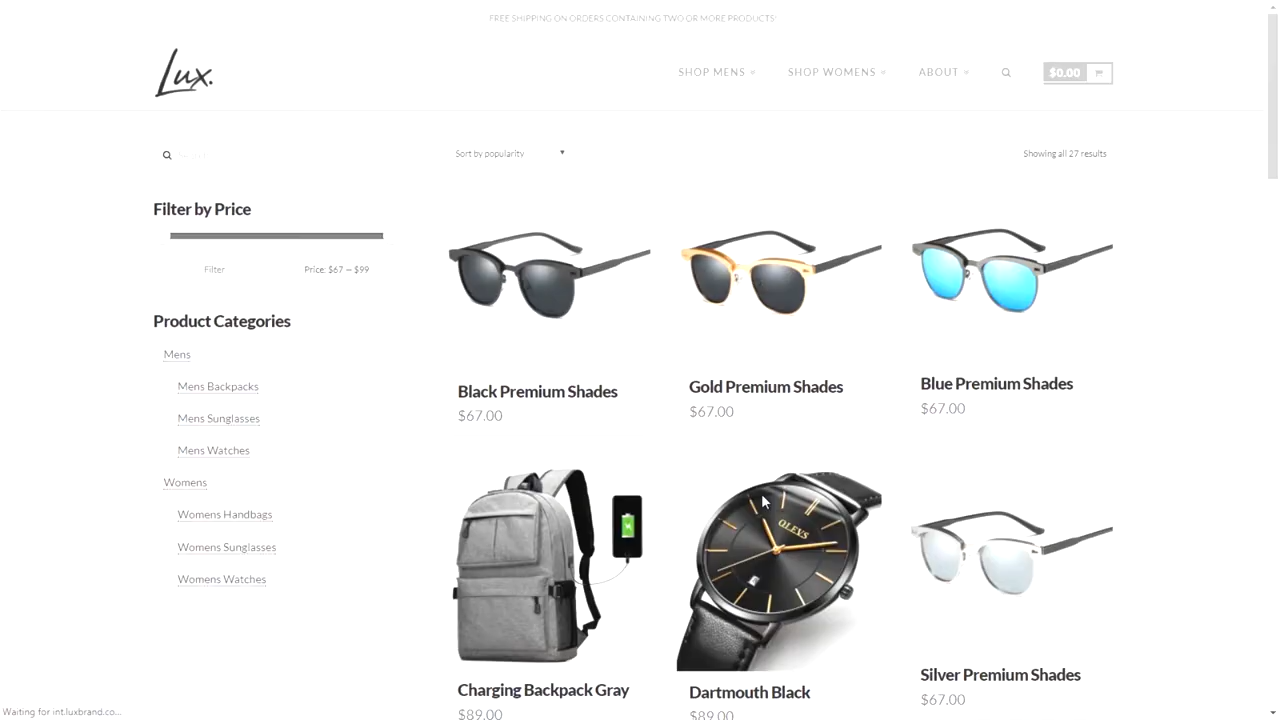 FREE SHIPPING ON ORDERS CONTAINING TWO OR MORE PRODUCTS!
Lux.
SHOP MENS
SHOP WOMENS
ABOUT
$0.00
Sort by popularity
Showing all 27 results
Filter by Price
Filter
Price: $67 — $99
Product Categories
Mens
Mens Backpacks
Mens Sunglasses
Mens Watches
Womens
Womens Handbags
Womens Sunglasses
Womens Watches
Black Premium Shades
$67.00
Gold Premium Shades
$67.00
Blue Premium Shades
$67.00
OLEVS
Charging Backpack Gray
$89.00
Dartmouth Black
$89.00
Silver Premium Shades
$67.00
Waiting for int.luxbrand.co...